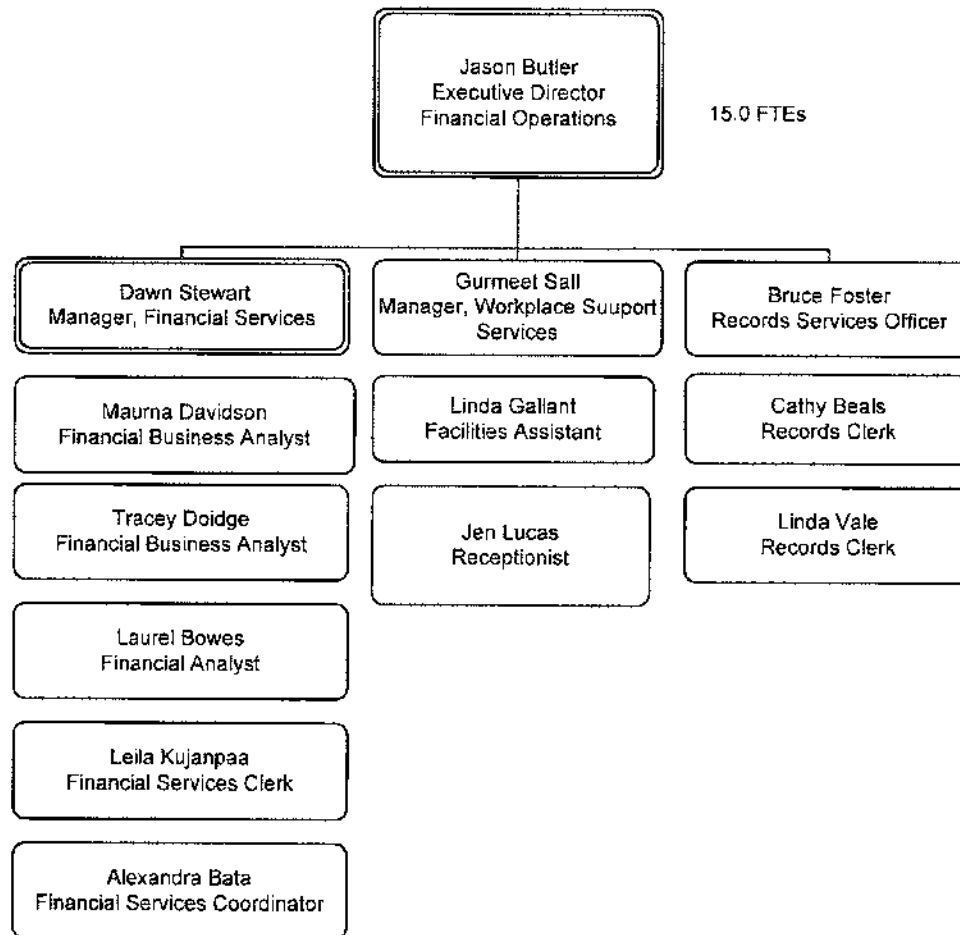 Jason Butler
Executive Director
Financial Operations
15.0 FTEs
Dawn Stewart
Manager, Financial Services
Gurmeet Sall
Manager, Workplace Suuport
Services
Bruce Foster
Records Services Officer
Maurna Davidson
Financial Business Analyst
Linda Gallant
Facilities Assistant
Cathy Beals
Records Clerk
Tracey Doidge
Financial Business Analyst
Jen Lucas
Receptionist
Linda Vale
Records Clerk
Laurel Bowes
Financial Analyst
Leila Kujanpaa
Financial Services Clerk
Alexandra Bata
Financial Services Coordinator